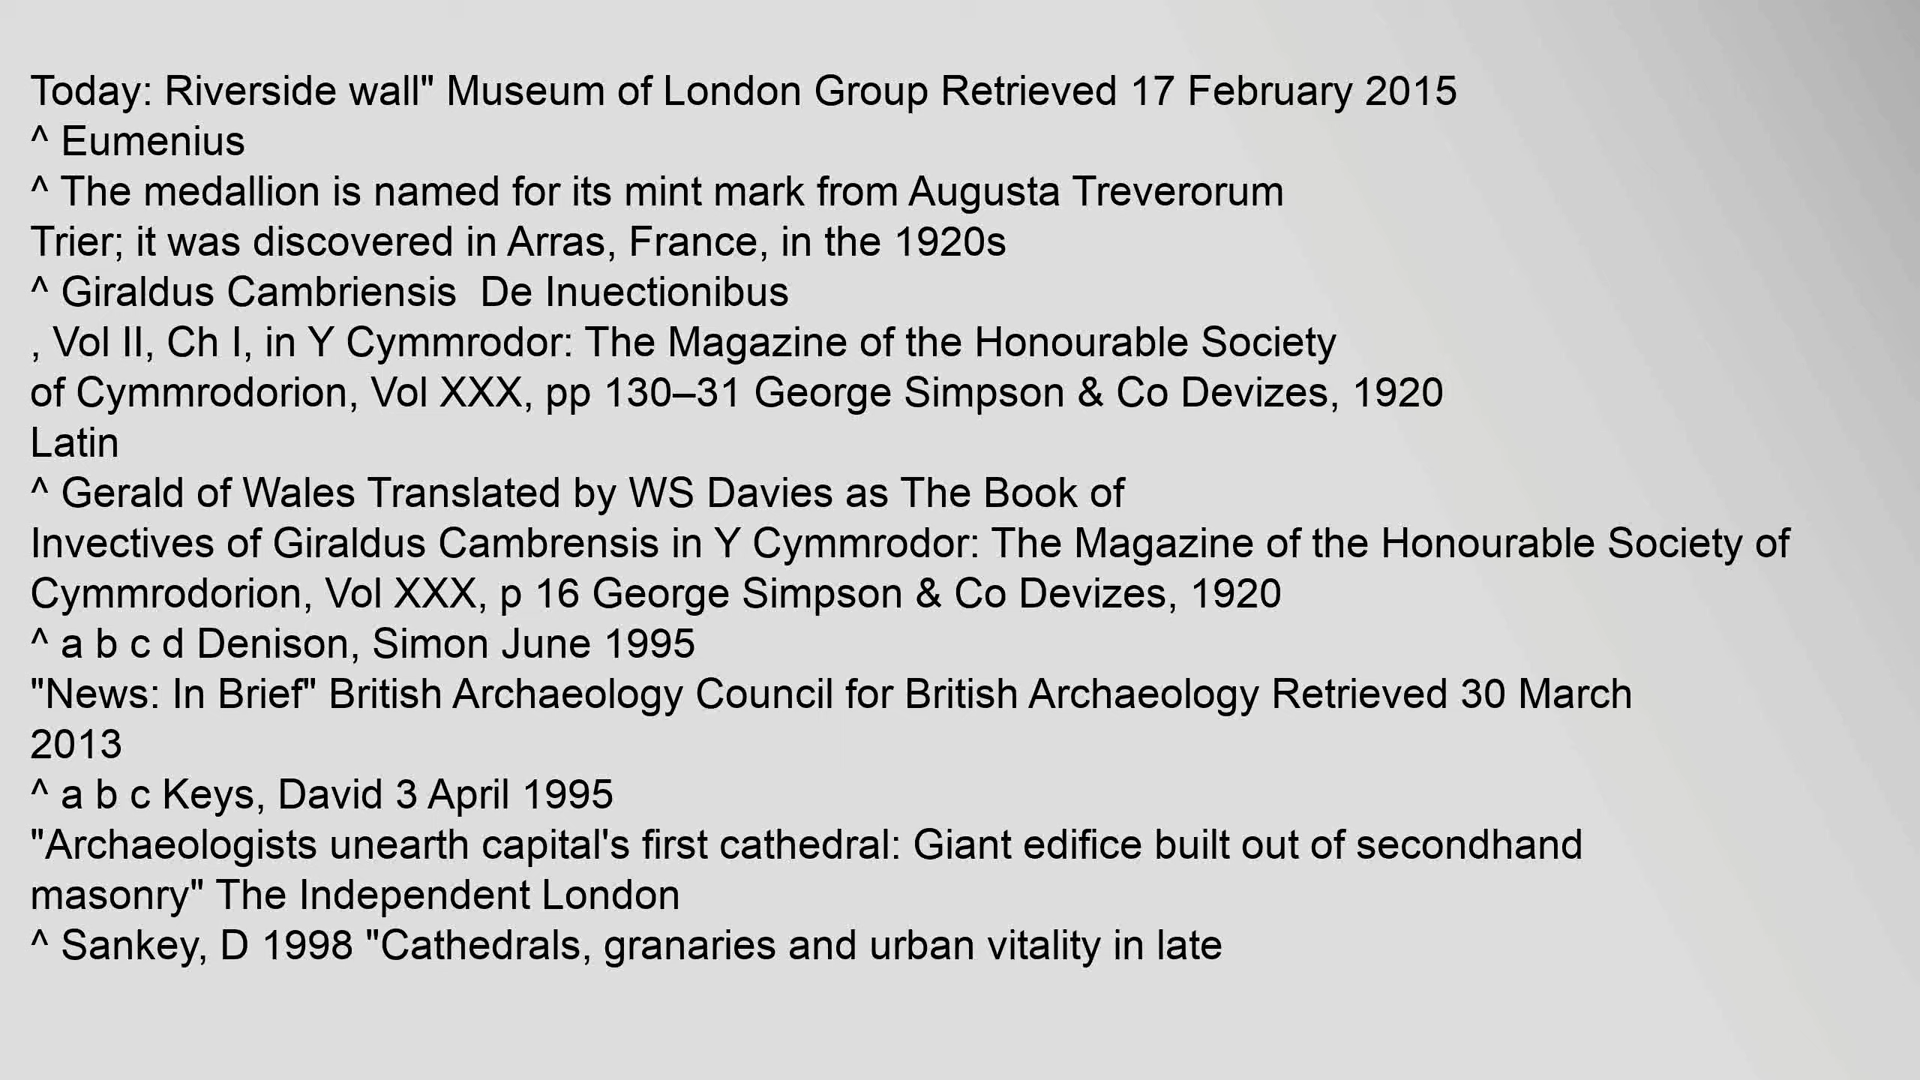 Today: Riverside wall" Museum of London Group Retrieved 17 February 2015
^ Eumenius
^ The medallion is named for its mint mark from Augusta Treverorum
Trier; it was discovered in Arras, France, in the 1920s
^ Giraldus Cambriensis  De Inuectionibus
, Vol II, Ch I, in Y Cymmrodor: The Magazine of the Honourable Society
of Cymmrodorion, Vol XXX, pp 130–31 George Simpson & Co Devizes, 1920
Latin
^ Gerald of Wales Translated by WS Davies as The Book of
Invectives of Giraldus Cambrensis in Y Cymmrodor: The Magazine of the Honourable Society of
Cymmrodorion, Vol XXX, p 16 George Simpson & Co Devizes, 1920
^ a b c d Denison, Simon June 1995
"News: In Brief" British Archaeology Council for British Archaeology Retrieved 30 March
2013
^ a b c Keys, David 3 April 1995
"Archaeologists unearth capital's first cathedral: Giant edifice built out of secondhand
masonry" The Independent London
^ Sankey, D 1998 "Cathedrals, granaries and urban vitality in late